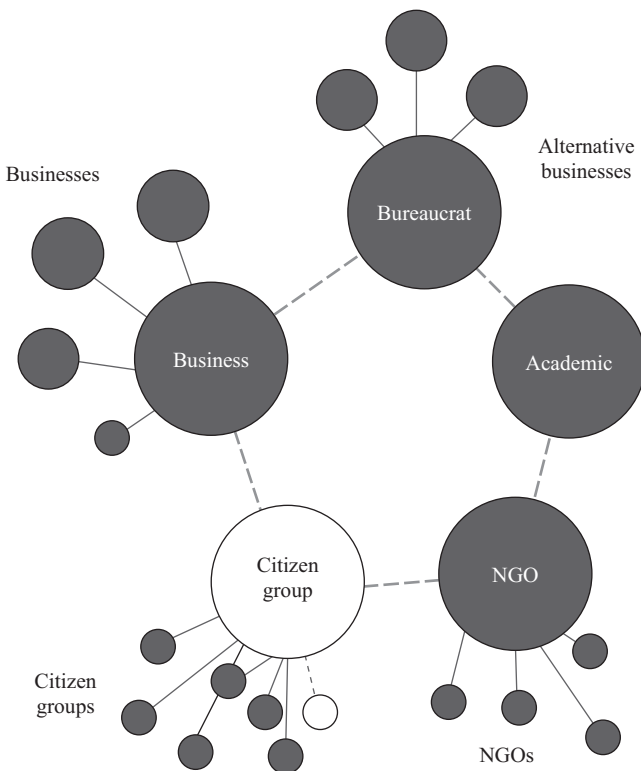 Alternative
businesses
Businesses
Bureaucrat
Business
Academic
Citizen
group
NGO
Citizen
groups
NGOs